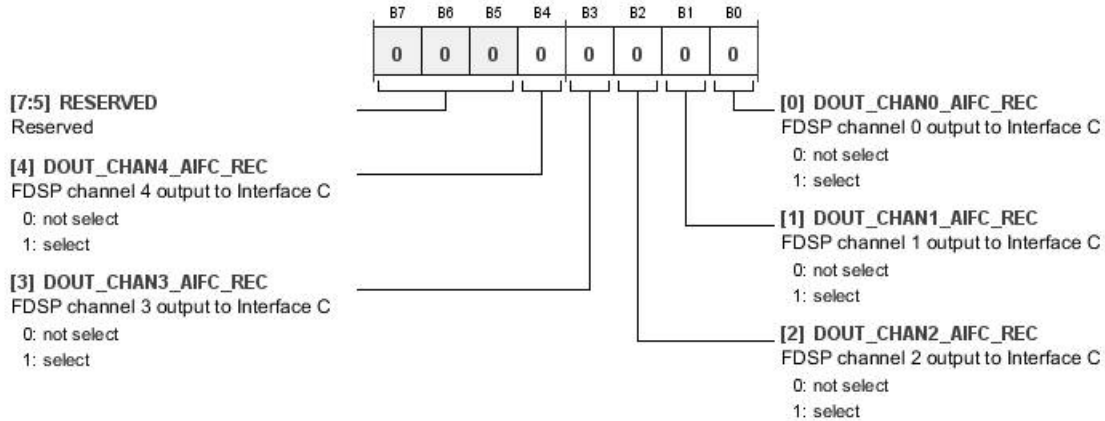 B7 B6 B5 B4 B3 B2 B1 B0
0 0 0 0 0 0 0 0
[7:5] RESERVED
Reserved
[4] DOUT_CHAN4_AIFC_REC
FDSP channel 4 output to Interface C
0: not select
1: select
[3] DOUT_CHAN3_AIFC_REC
FDSP channel 3 output to Interface C
0: not select
1: select
[0] DOUT_CHAN0_AIFC_REC
FDSP channel 0 output to Interface C
0: not select
1: select
[1] DOUT_CHAN1_AIFC_REC
FDSP channel 1 output to Interface C
0: not select
1: select
[2] DOUT_CHAN2_AIFC_REC
FDSP channel 2 output to Interface C
0: not select
1: select